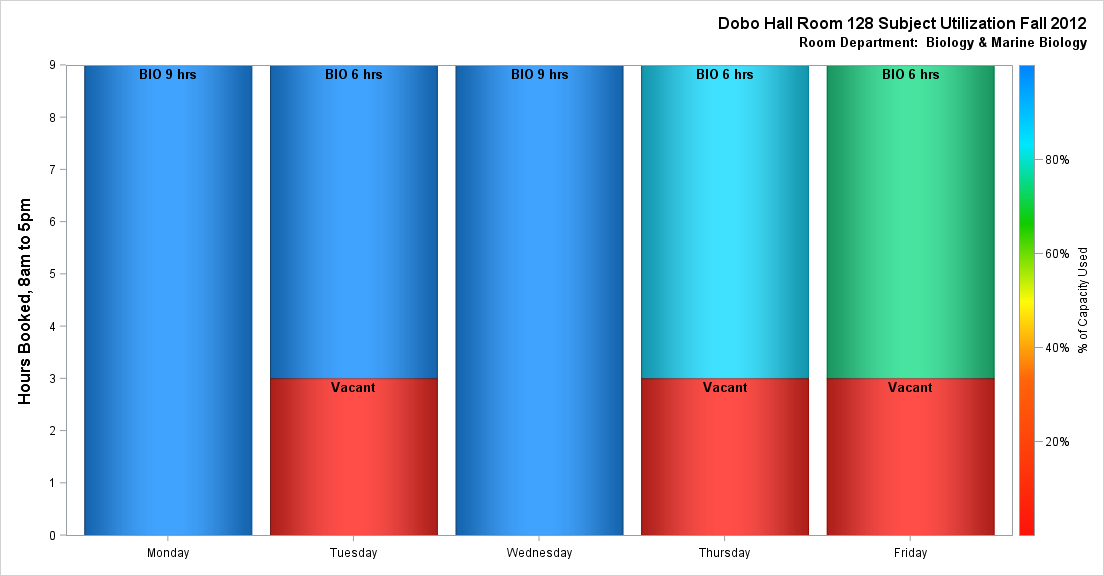 Dobo Hall Room 128 Subject Utilization Fall 2012
Room Department:  Biology & Marine Biology
Hours Booked, 8am to 5pm
9
8
7
6
5
4
3
2
1
0
BIO 9 hrs
BIO 6 hrs
BIO 9 hrs
BIO 6 hrs
BIO 6 hrs
Vacant
Vacant
Vacant
Monday
Tuesday
Wednesday
Thursday
Friday
80%
60%
40%
20%
% of Capacity Used